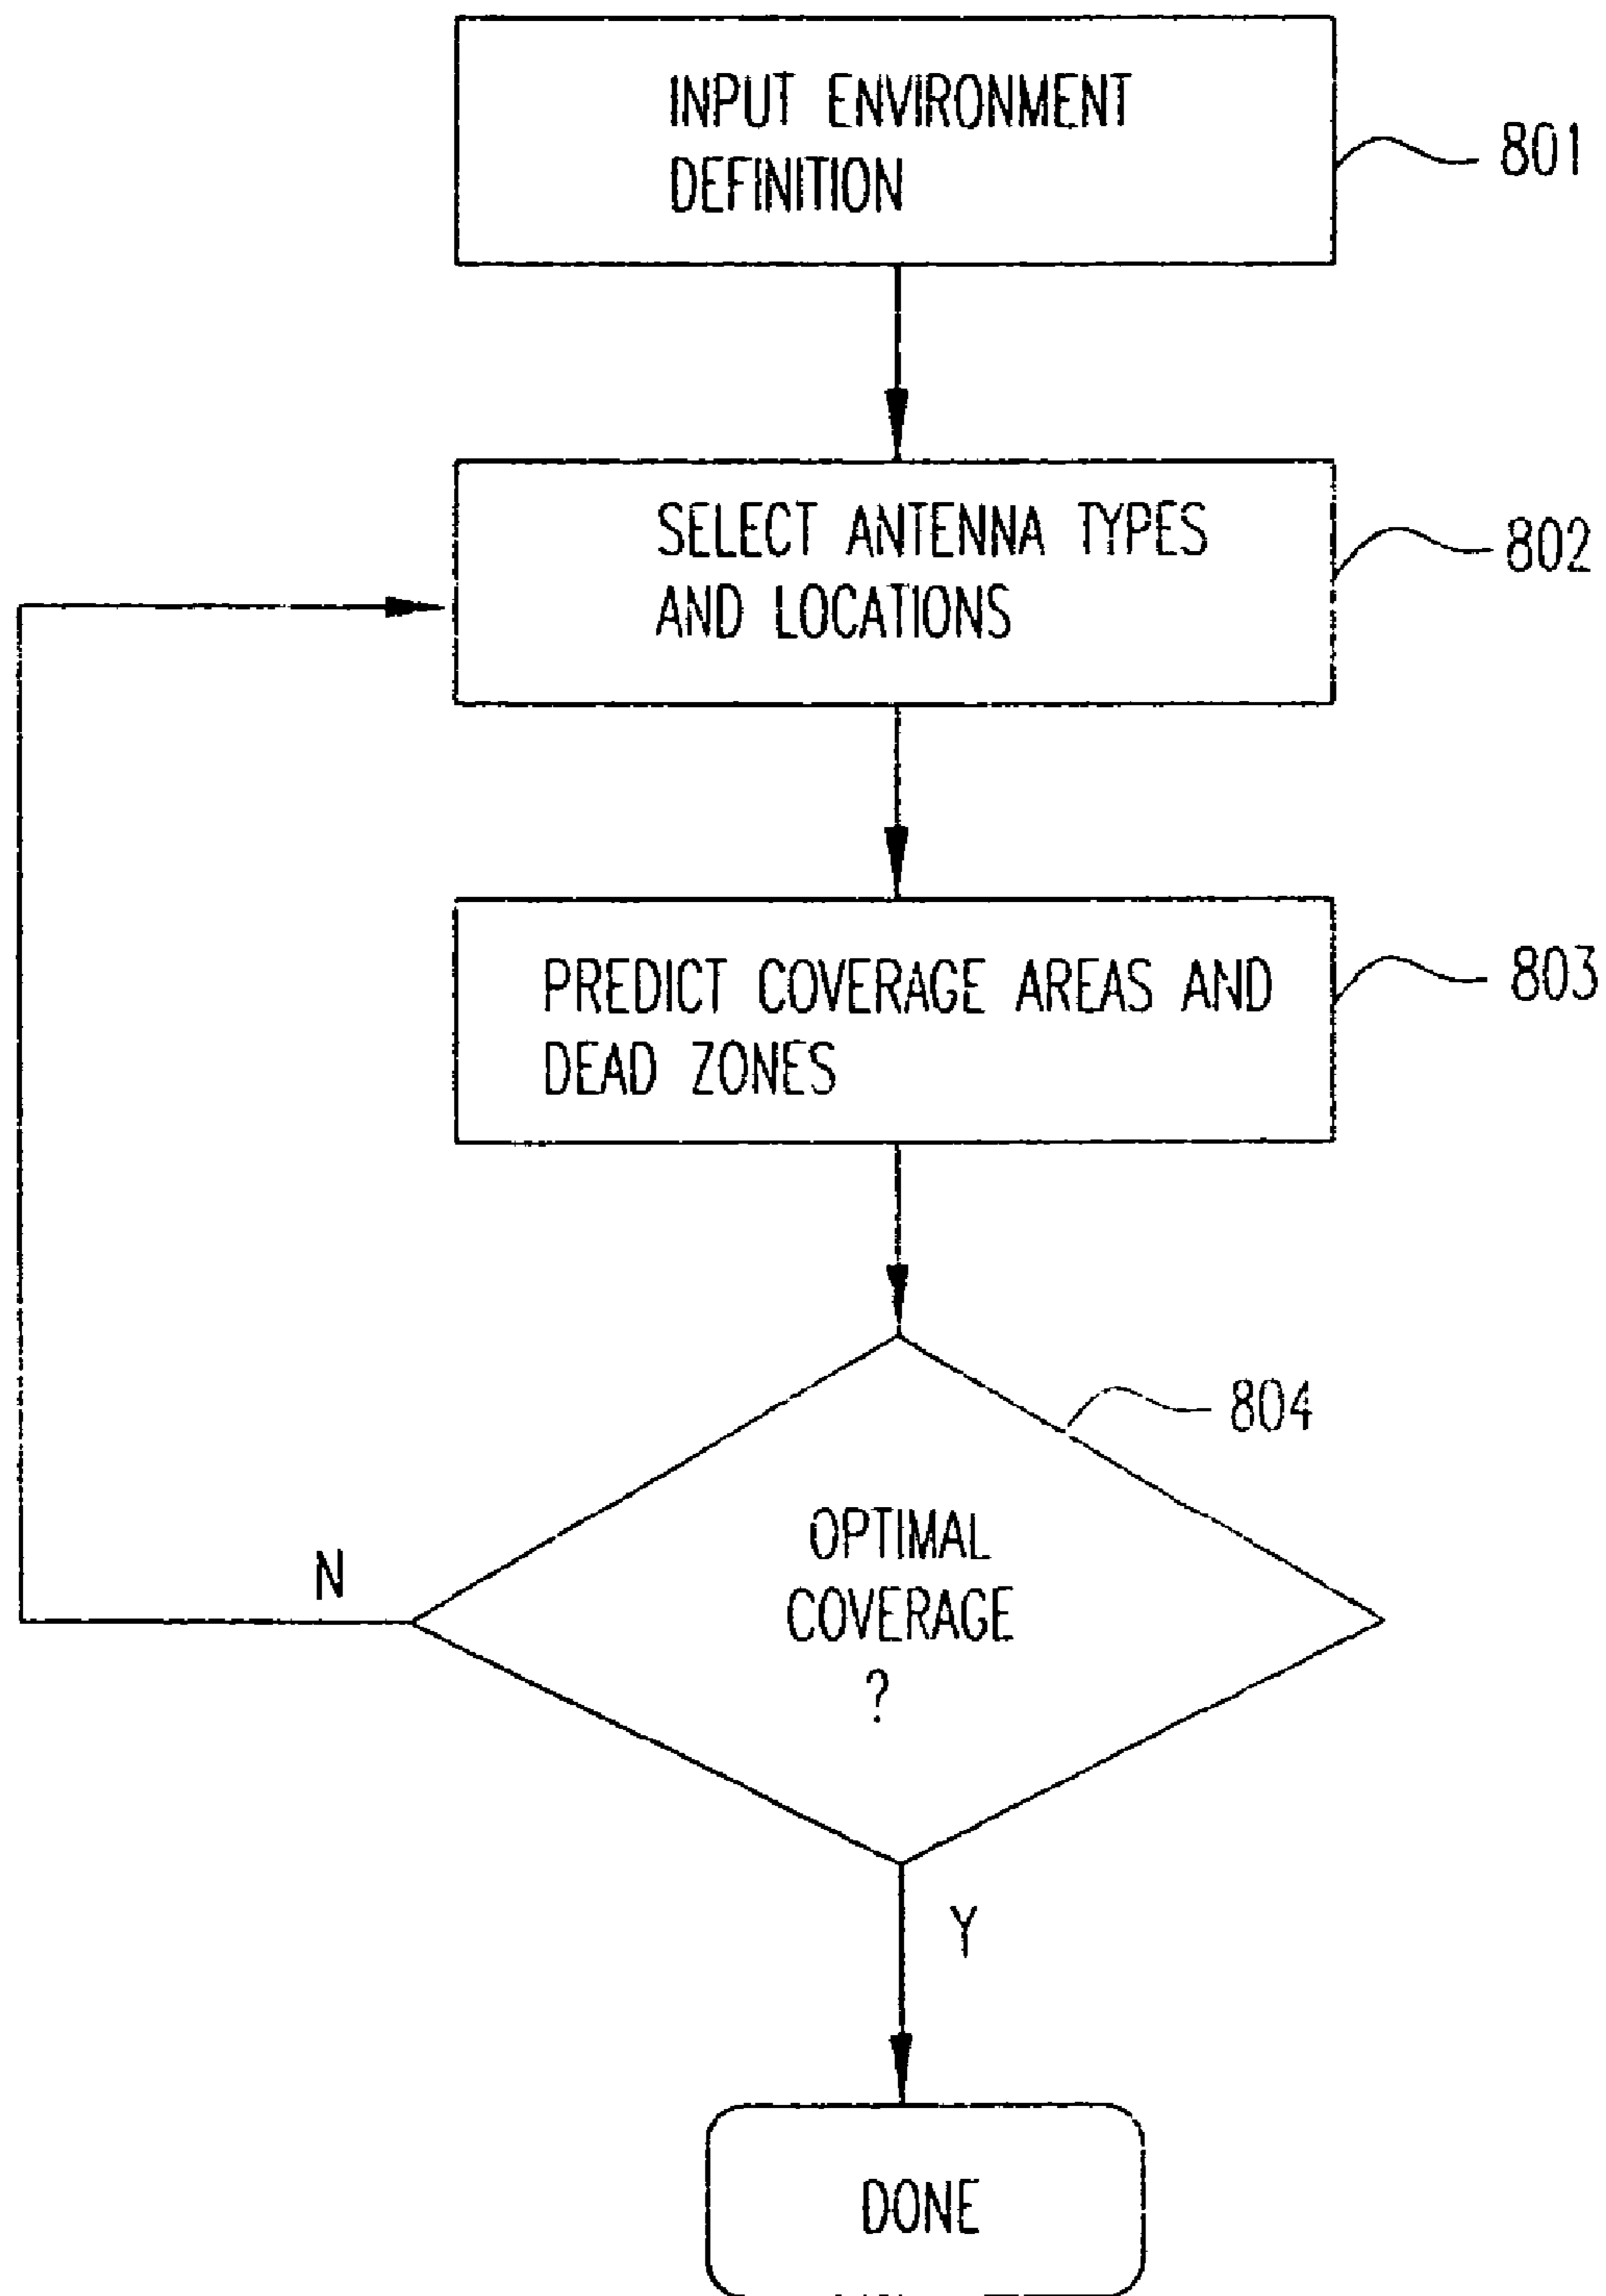 INPUT ENVIRONMENT
DEFINITION
801
SELECT ANTENNA TYPES
AND LOCATIONS
802
PREDICT COVERAGE AREAS AND
DEAD ZONES
803
804
OPTIMAL
COVERAGE
?
N
Y
DONE